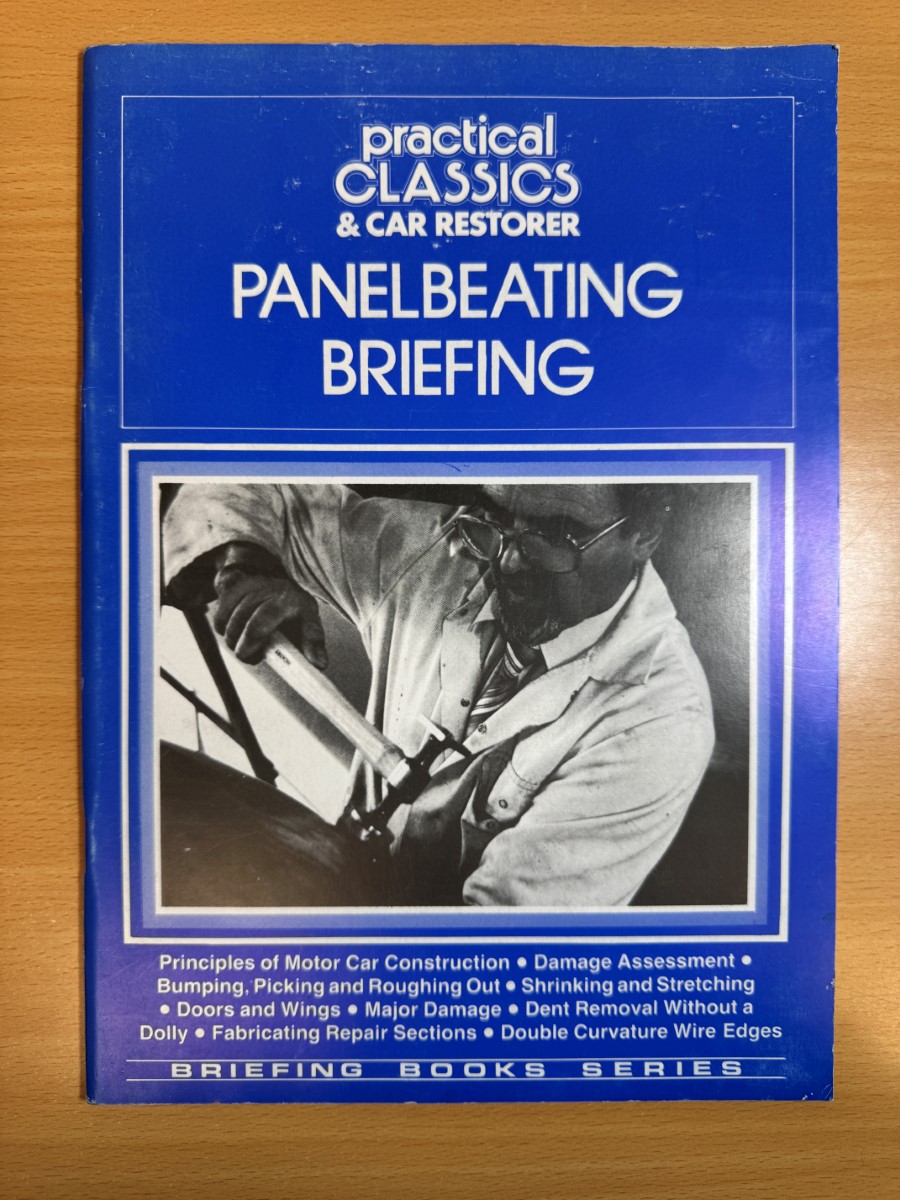 practical
CLASSICS
& CAR RESTORER
PANELBEATING
BRIEFING
Principles of Motor Car Construction • Damage Assessment •
Bumping, Picking and Roughing Out • Shrinking and Stretching
• Doors and Wings • Major Damage • Dent Removal Without a
Dolly • Fabricating Repair Sections • Double Curvature Wire Edges
BRIEFING BOOKS SERIES